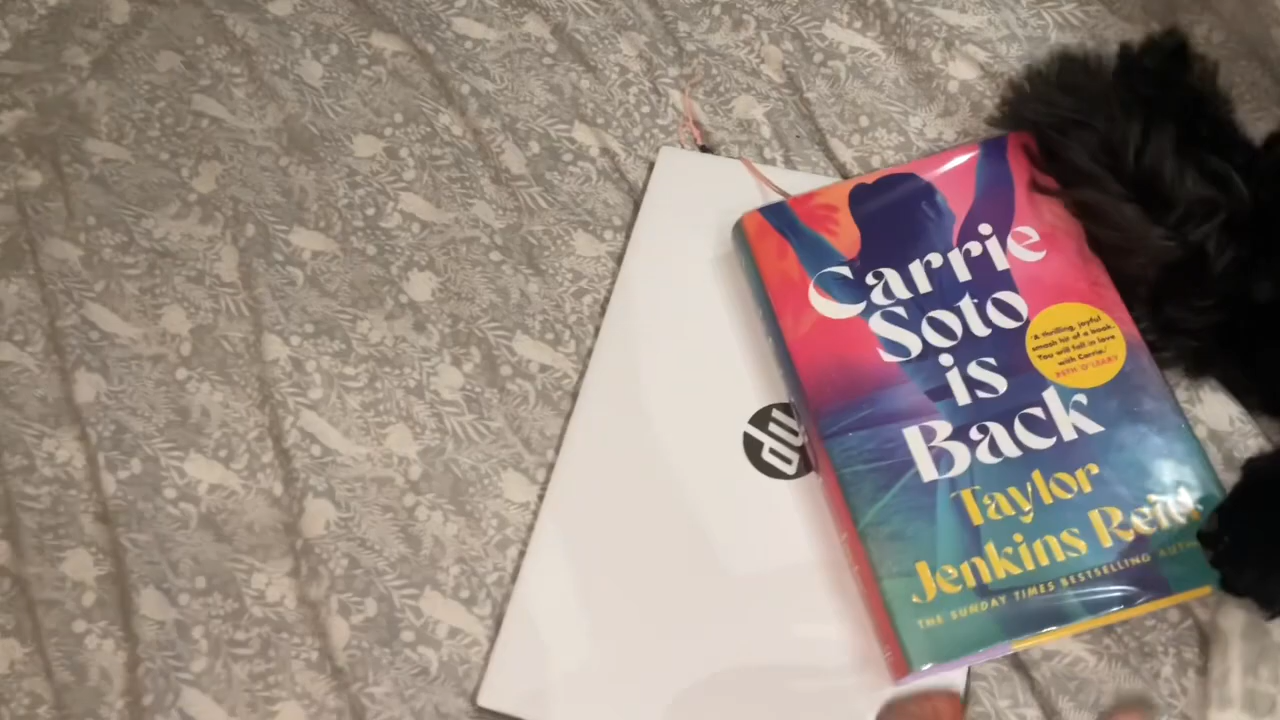 Carrie
Soto
is
Back
'A thrilling, joyful
smash hit of a book.
You will fall in love
with Carrie.'
BETH O'LEARY
Taylor
Jenkins Reid
THE SUNDAY TIMES BESTSELLING
hp